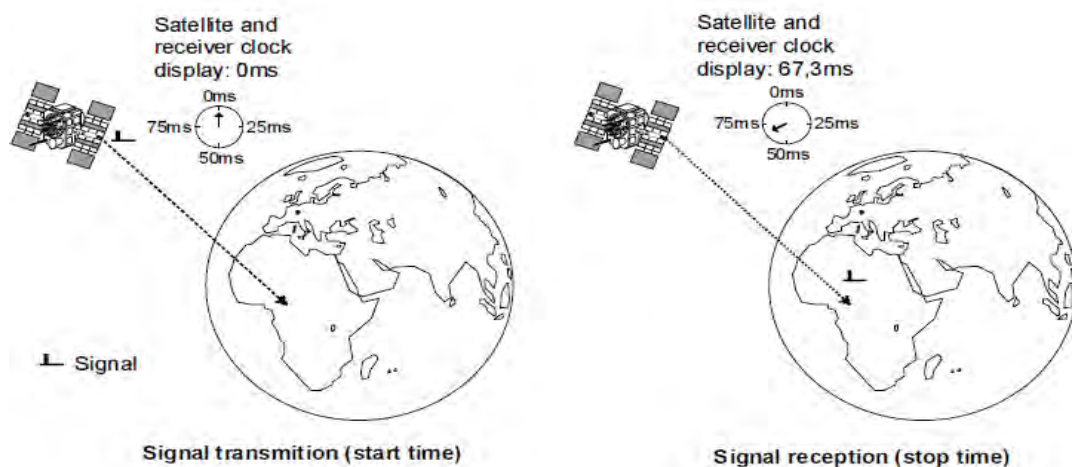 Satellite and
receiver clock
display: 0ms
0ms
75ms
25ms
50ms
Signal
Signal transmition (start time)
Satellite and
receiver clock
display: 67,3ms
0ms
75ms
25ms
50ms
Signal reception (stop time)